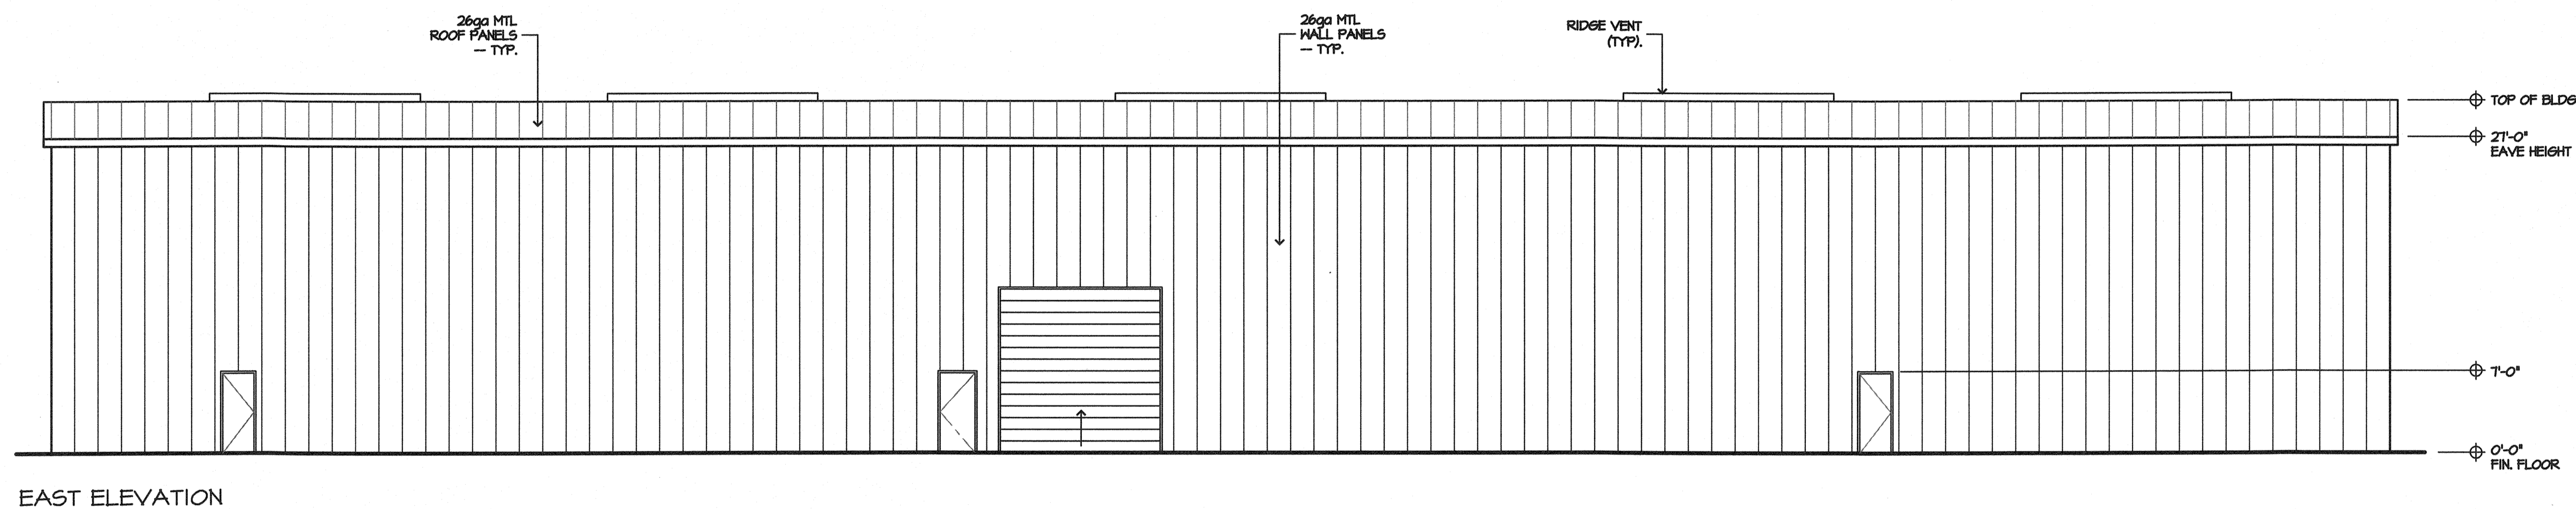 26ga MTL
ROOF PANELS
-- TYP.
26ga MTL
WALL PANELS
-- TYP.
RIDGE VENT
(TYP).
TOP OF BLDG
27'-0"
EAVE HEIGHT
7'-0"
0'-0"
FIN. FLOOR
EAST ELEVATION